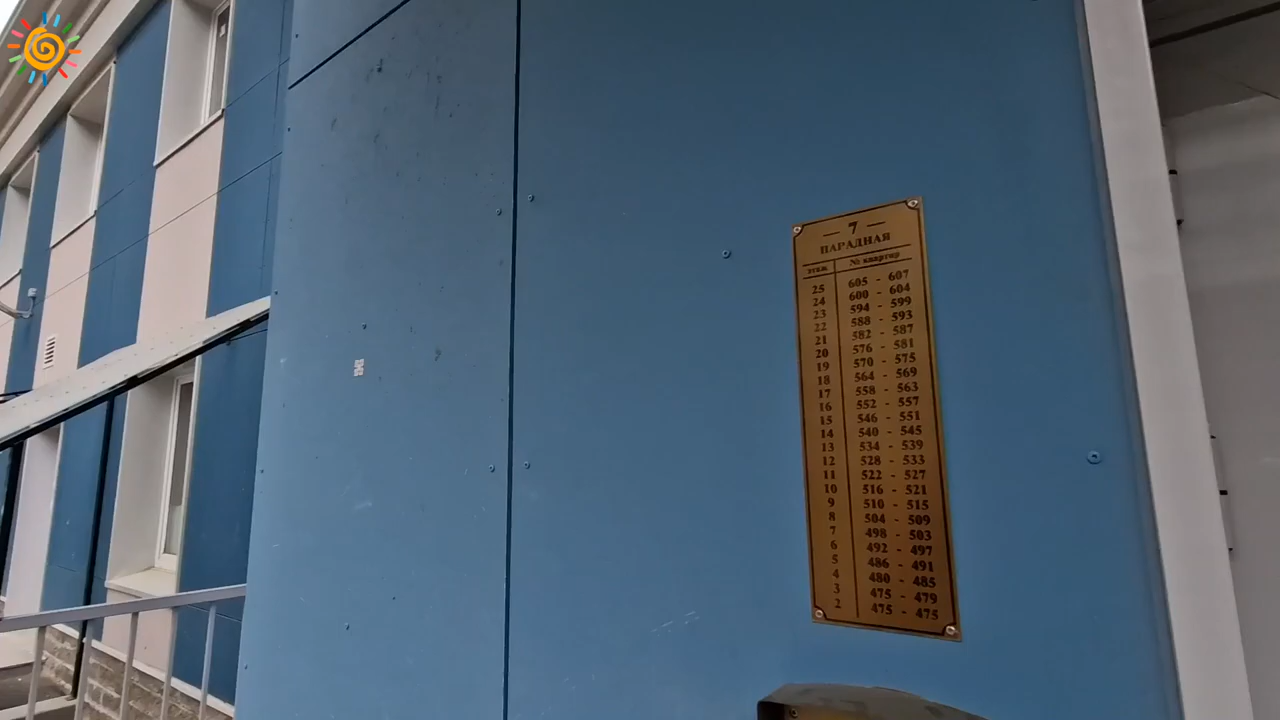 — 7 —
ПАРАДНАЯ
этаж № квартир
25 605 - 607
24 600 - 604
23 594 - 599
22 588 - 593
21 582 - 587
20 576 - 581
19 570 - 575
18 564 - 569
17 558 - 563
16 552 - 557
15 546 - 551
14 540 - 545
13 534 - 539
12 528 - 533
11 522 - 527
10 516 - 521
9 510 - 515
8 504 - 509
7 498 - 503
6 492 - 497
5 486 - 491
4 480 - 485
3 475 - 479
2 475 - 475